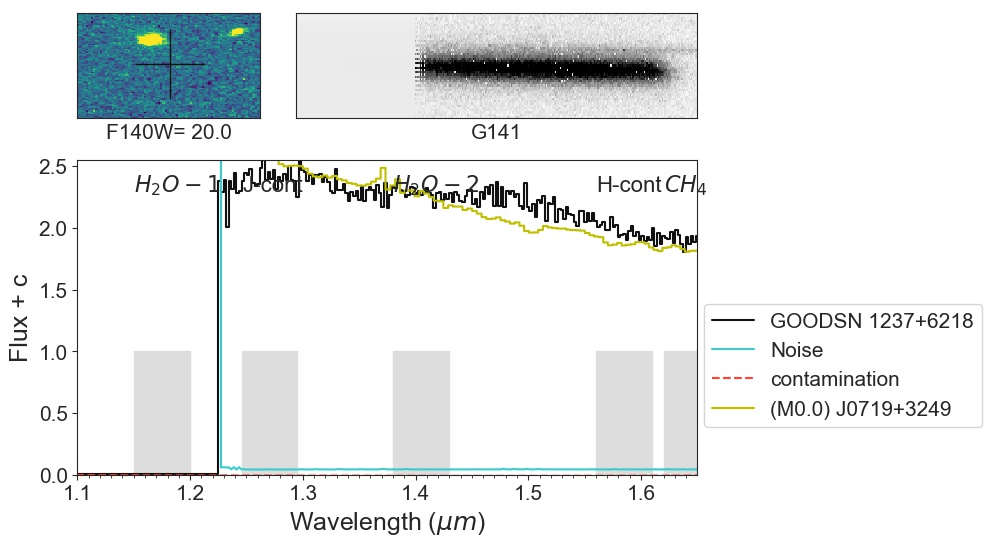 F140W= 20.0
G141
H₂O − 1 J-cont H₂O − 2 H-cont CH₄
2.5
2.0
1.5
1.0
0.5
0.0
Flux + c
1.1 1.2 1.3 1.4 1.5 1.6
Wavelength (μm)
GOODSN 1237+6218
Noise
contamination
(M0.0) J0719+3249